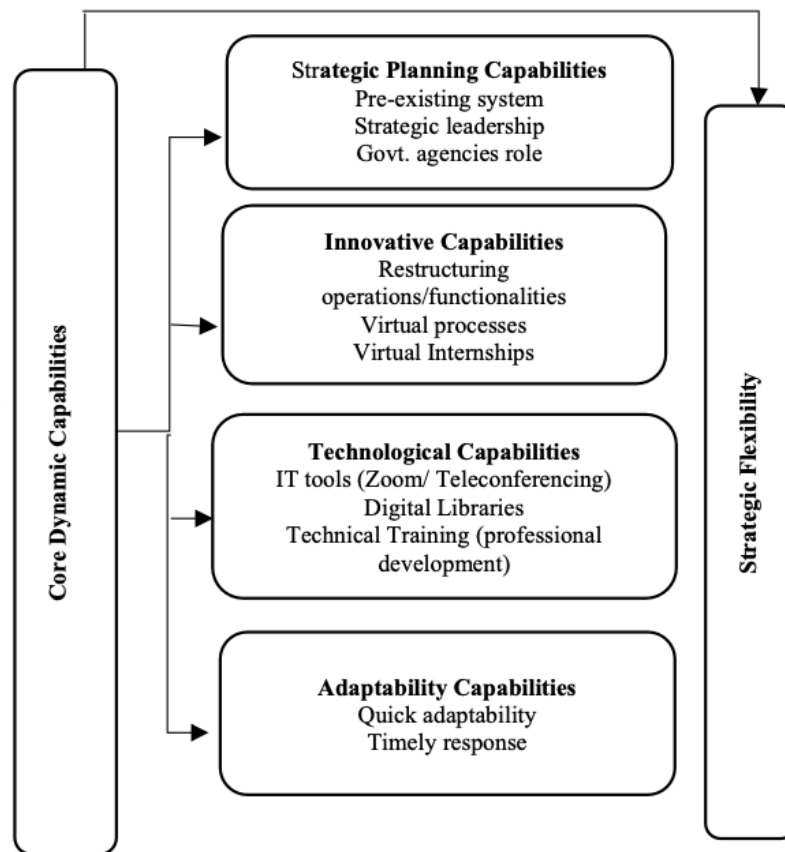 Core Dynamic Capabilities
Strategic Planning Capabilities
Pre-existing system
Strategic leadership
Govt. agencies role
Innovative Capabilities
Restructuring
operations/functionalities
Virtual processes
Virtual Internships
Technological Capabilities
IT tools (Zoom/ Teleconferencing)
Digital Libraries
Technical Training (professional
development)
Adaptability Capabilities
Quick adaptability
Timely response
Strategic Flexibility